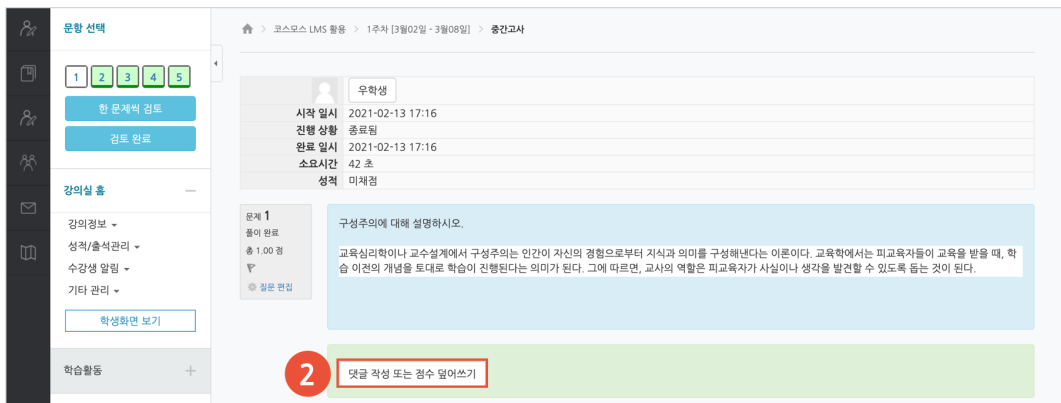 문항 선택
1 2 3 4 5
한 문제씩 검토
검토 완료
강의실 홈
강의정보
성적/출석관리
수강생 알림
기타 관리
학생화면 보기
학습활동
코스모스 LMS 활용 > 1주차 [3월02일 - 3월08일] > 중간고사
우학생
시작 일시 2021-02-13 17:16
진행 상황 종료됨
완료 일시 2021-02-13 17:16
소요시간 42 초
성적 미채점
문제 1
풀이 완료
총 1.00 점
질문 편집
구성주의에 대해 설명하시오.
교육심리학이나 교수설계에서 구성주의는 인간이 자신의 경험으로부터 지식과 의미를 구성해낸다는 이론이다. 교육학에서는 피교육자들이 교육을 받을 때, 학
습 이전의 개념을 토대로 학습이 진행된다는 의미가 된다. 그에 따르면, 교사의 역할은 피교육자가 사실이나 생각을 발견할 수 있도록 돕는 것이 된다.
2
댓글 작성 또는 점수 덮어쓰기